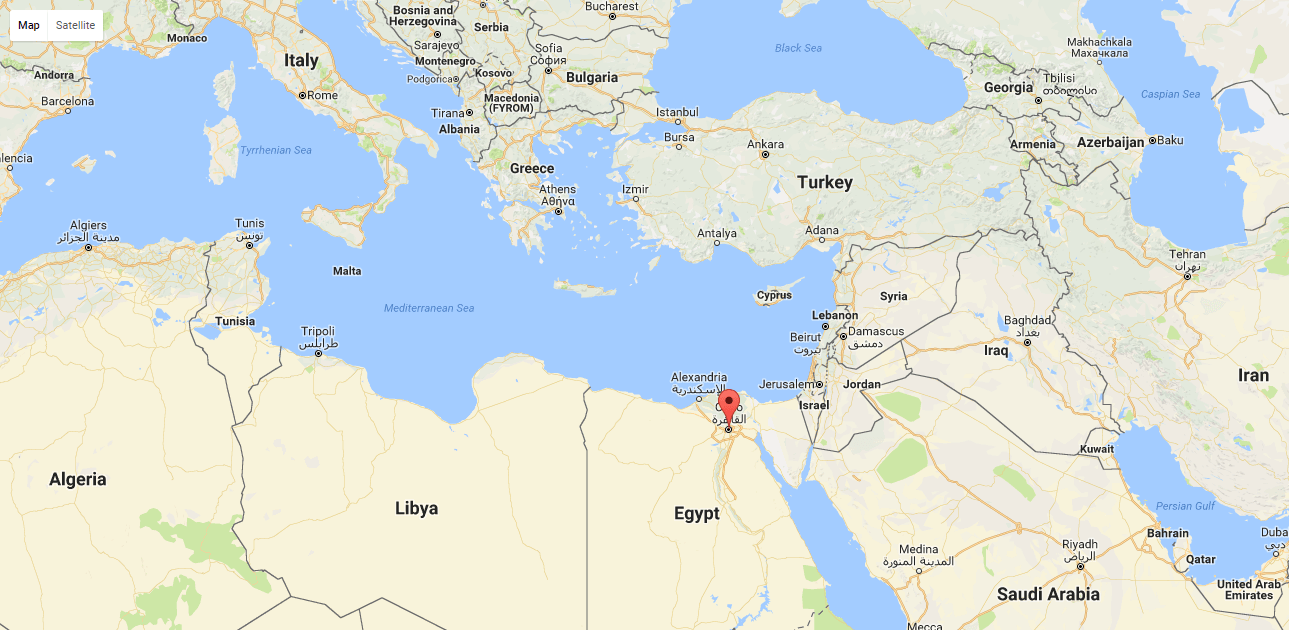 Map
Satellite
Monaco
Bosnia and
Herzegovina
Serbia
Bucharest
Sarajevo
Italy
Montenegro
Sofia
София
Black Sea
Makhachkala
Махачкала
Andorra
Podgorica
Kosovo
Bulgaria
Georgia
Tbilisi
თბილისი
Barcelona
Rome
Macedonia
(FYROM)
Caspian Sea
Tirana
Albania
Istanbul
Bursa
Ankara
Armenia
Azerbaijan
Baku
Tyrrhenian Sea
lencia
Greece
Turkey
Athens
Αθήνα
Izmir
Algiers
مدينة الجزائر
Tunis
تونس
Antalya
Adana
Malta
Tehran
تهران
Mediterranean Sea
Cyprus
Syria
Tunisia
Tripoli
طرابلس
Lebanon
Beirut
بيروت
Damascus
دمشق
Baghdad
بغداد
Iraq
Iran
Alexandria
الإسكندرية
Jerusalem
Jordan
Israel
القاهرة
Kuwait
Algeria
Libya
Egypt
Persian Gulf
Medina
المدينة المنورة
Riyadh
الرياض
Bahrain
Duba
دبي
Qatar
Saudi Arabia
United Arab
Emirates
Mecca